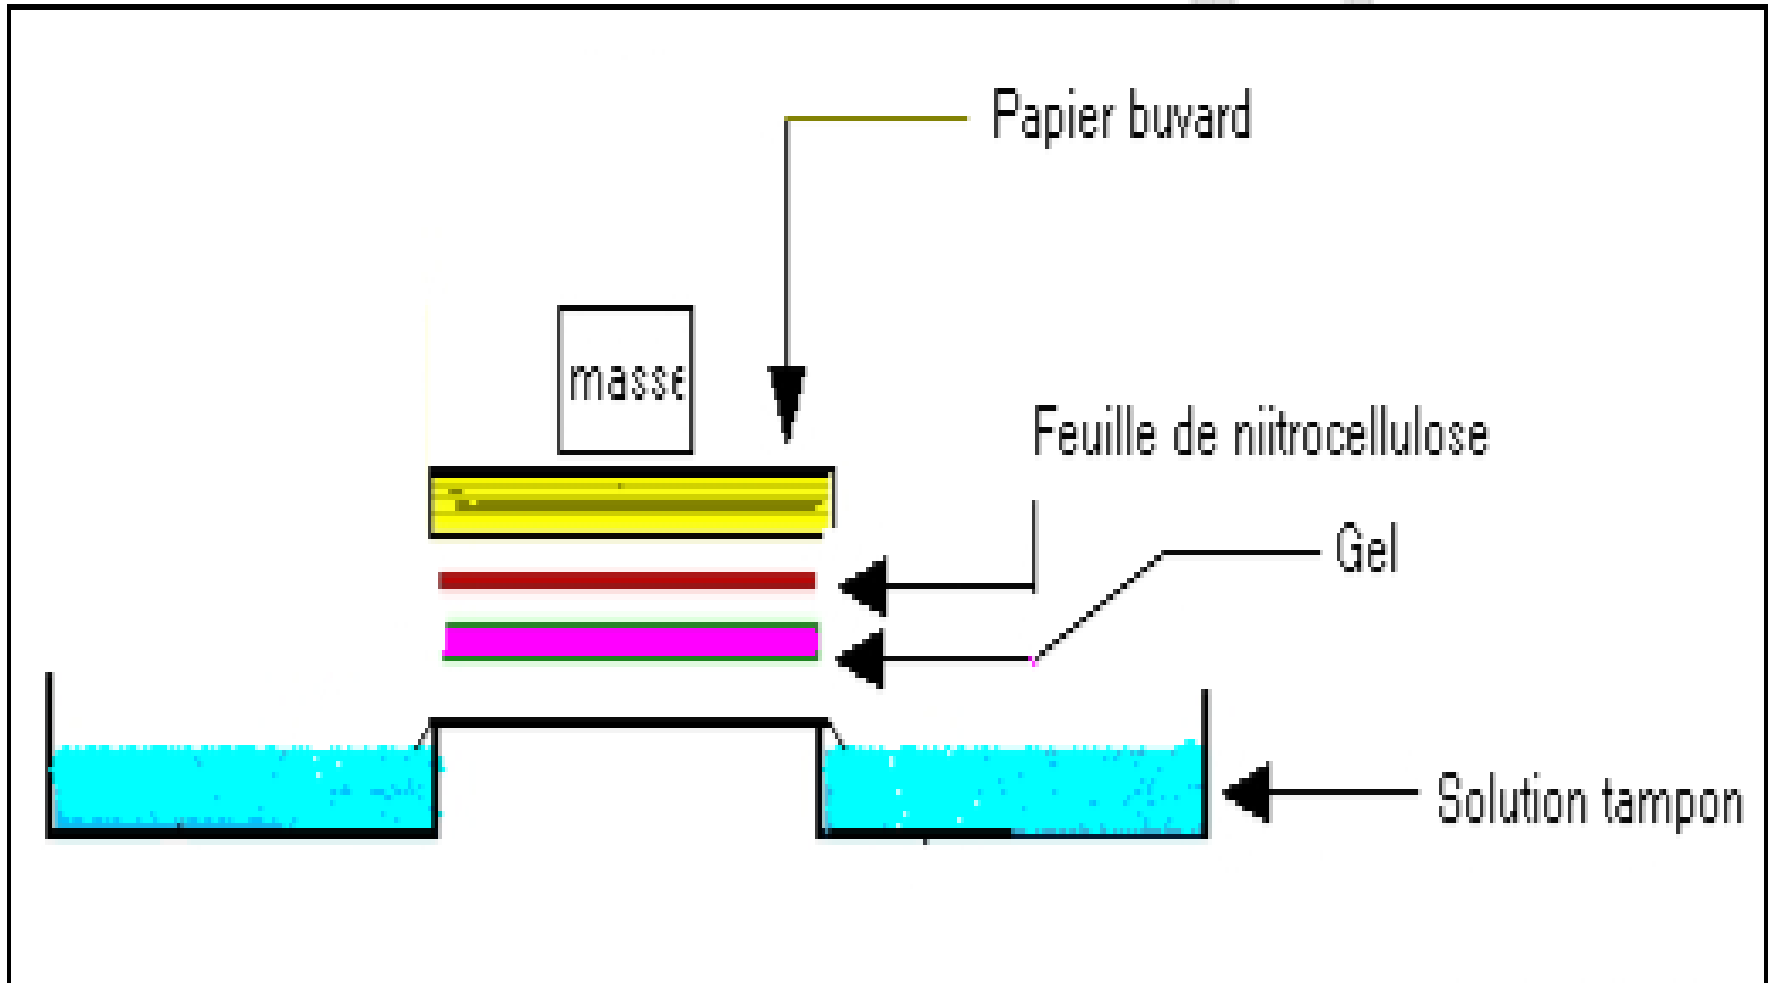 Papier buvard
masse
Feuille de niitrocellulose
Gel
Solution tampon